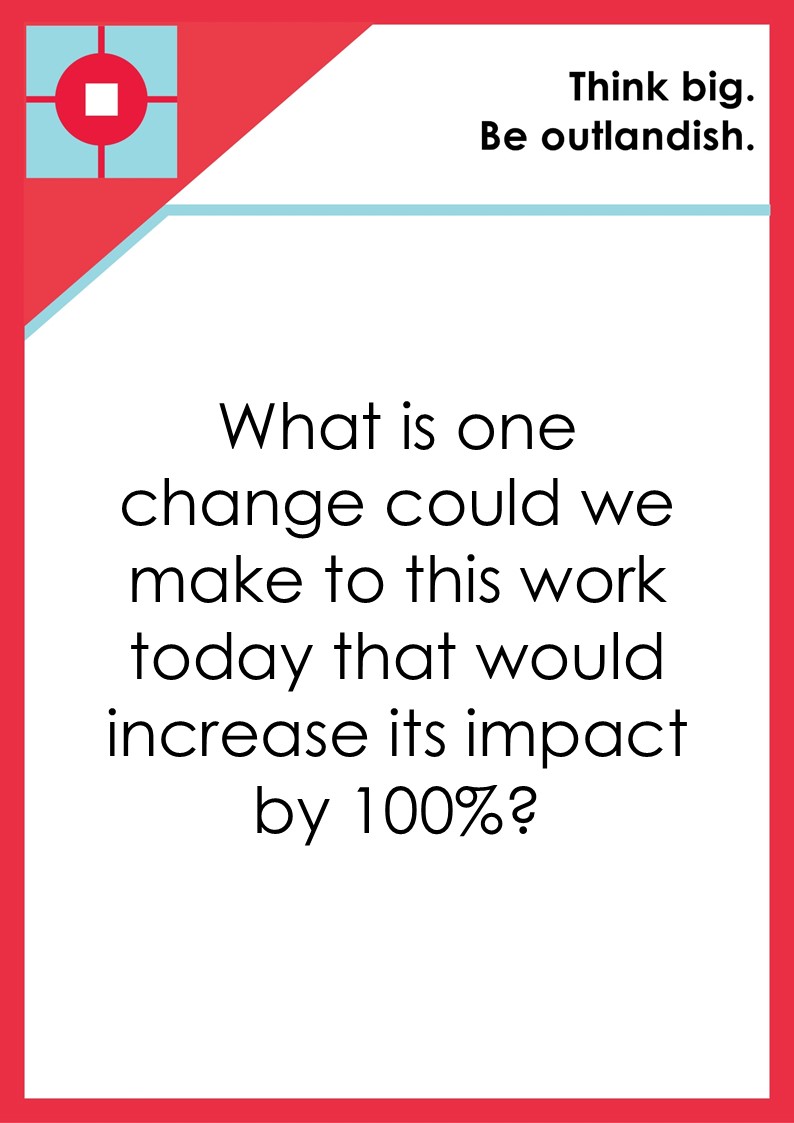 Think big.
Be outlandish.
What is one
change could we
make to this work
today that would
increase its impact
by 100%?